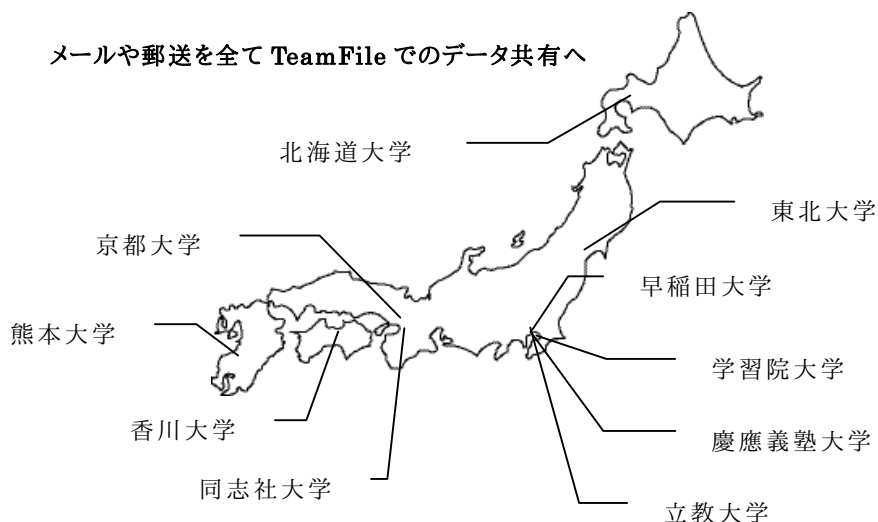 メールや郵送を全て TeamFile でのデータ共有へ
北海道大学
東北大学
京都大学
早稲田大学
熊本大学
学習院大学
香川大学
慶應義塾大学
同志社大学
立教大学